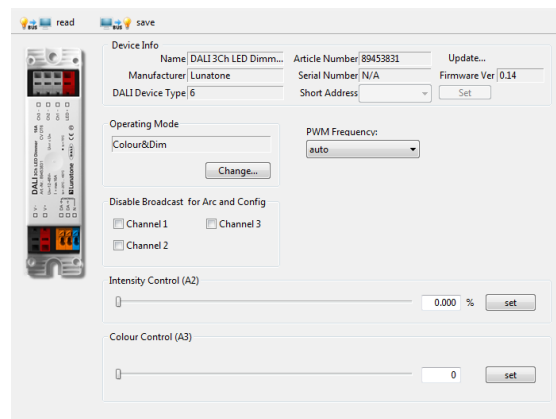 read save
Device Info
Name DALI 3Ch LED Dimm... Article Number 89453831 Update...
Manufacturer Lunatone Serial Number N/A Firmware Ver 0.14
DALI Device Type 6 Short Address Set
Operating Mode
Colour&Dim
Change...
PWM Frequency:
auto
Disable Broadcast for Arc and Config
Channel 1 Channel 3
Channel 2
Intensity Control (A2)
0.000 % set
Colour Control (A3)
0 set
DALI
Lunatone